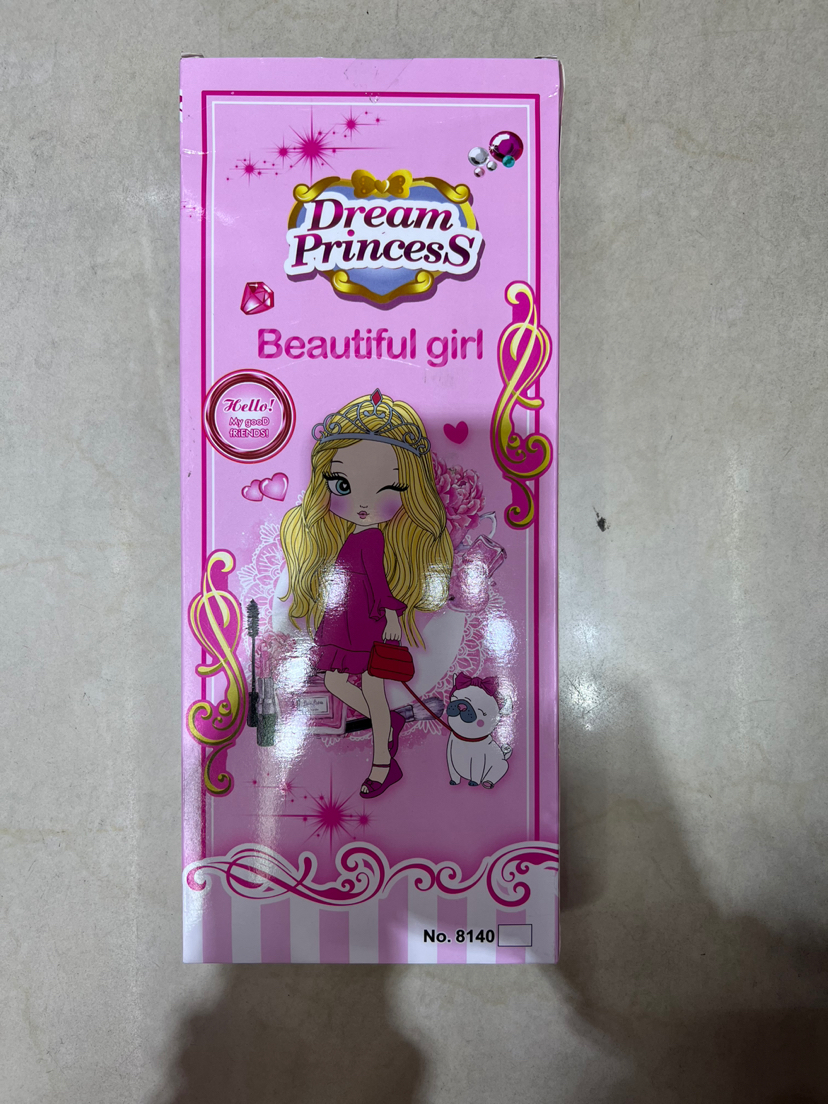 Dream
PrincesS
Beautiful girl
Hello!
My gooD
fRiENDS!
No. 8140